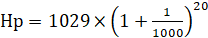 Hp = 1029 × (1 + 1/1000)^20